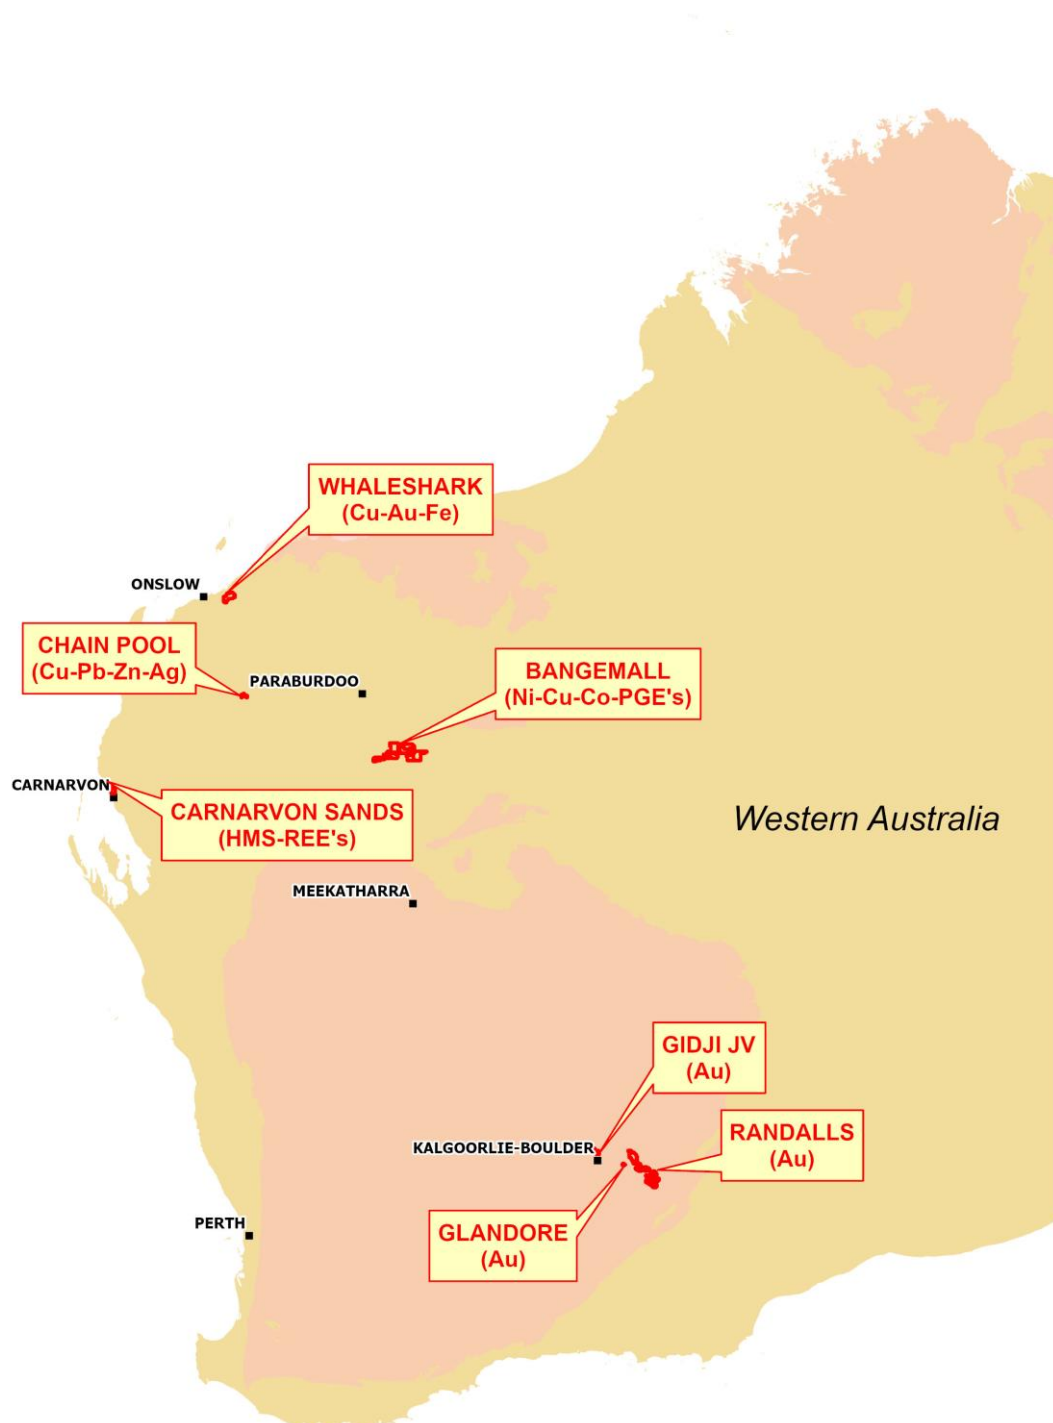 WHALESHARK
(Cu-Au-Fe)
ONSLOW
CHAIN POOL
(Cu-Pb-Zn-Ag)
PARABURDOO
BANGEMALL
(Ni-Cu-Co-PGE's)
CARNARVON
CARNARVON SANDS
(HMS-REE's)
Western Australia
MEEKATHARRA
GIDJI JV
(Au)
KALGOORLIE-BOULDER
RANDALLS
(Au)
PERTH
GLANDORE
(Au)